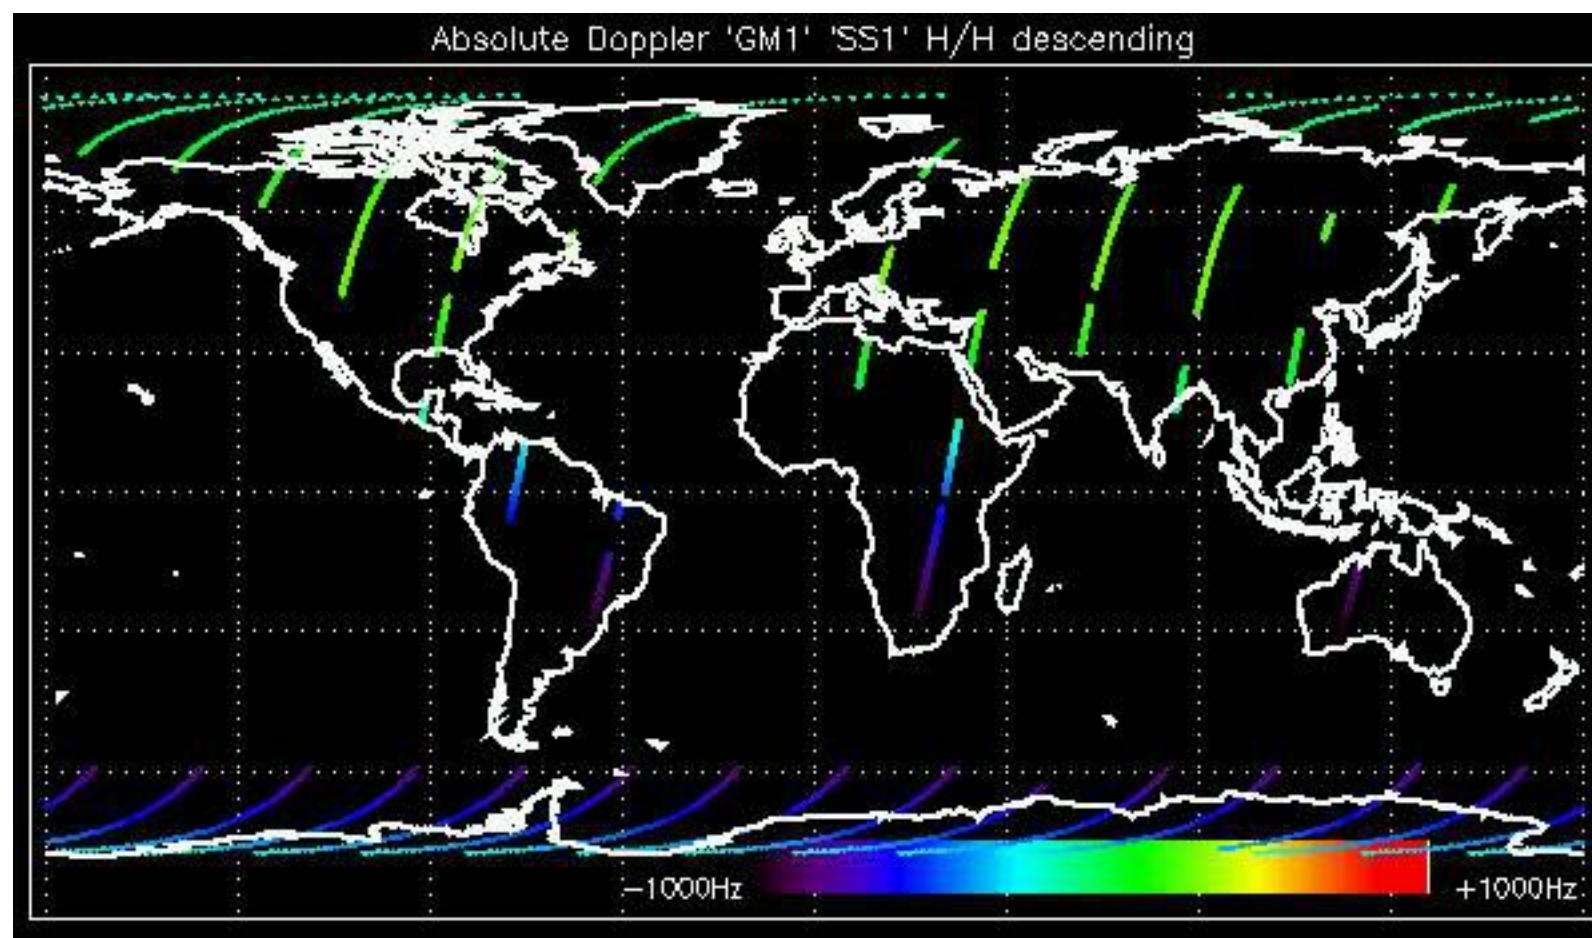 Absolute Doppler 'GM1' 'SS1' H/H descending
−1000Hz
+1000Hz